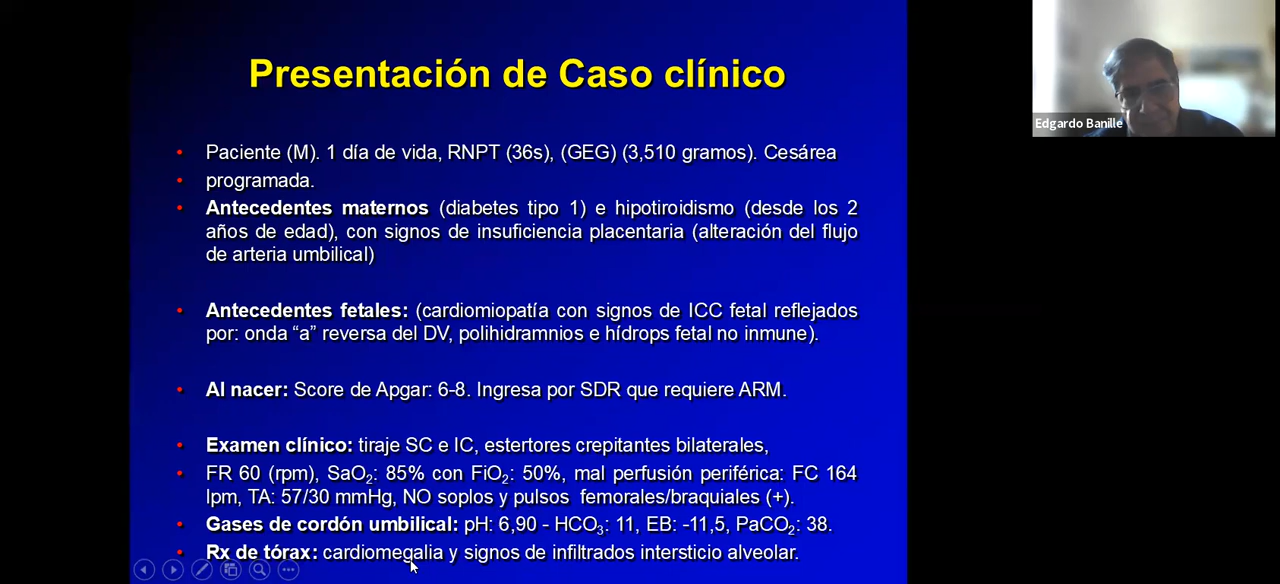 Presentación de Caso clínico
Edgardo Banille
• Paciente (M). 1 día de vida, RNPT (36s), (GEG) (3,510 gramos). Cesárea
• programada.
• Antecedentes maternos (diabetes tipo 1) e hipotiroidismo (desde los 2
años de edad), con signos de insuficiencia placentaria (alteración del flujo
de arteria umbilical)
• Antecedentes fetales: (cardiomiopatía con signos de ICC fetal reflejados
por: onda “a” reversa del DV, polihidramnios e hídrops fetal no inmune).
• Al nacer: Score de Apgar: 6-8. Ingresa por SDR que requiere ARM.
• Examen clínico: tiraje SC e IC, estertores crepitantes bilaterales,
• FR 60 (rpm), SaO₂: 85% con FiO₂: 50%, mal perfusión periférica: FC 164
lpm, TA: 57/30 mmHg, NO soplos y pulsos femorales/braquiales (+).
• Gases de cordón umbilical: pH: 6,90 - HCO₃: 11, EB: -11,5, PaCO₂: 38.
• Rx de tórax: cardiomegalia y signos de infiltrados intersticio alveolar.